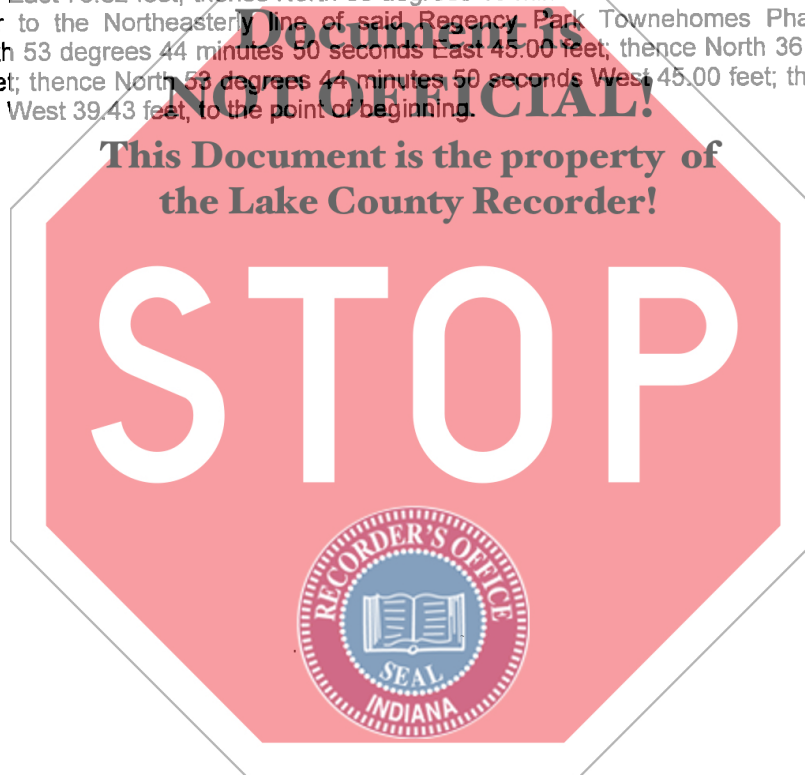 to the Northeasterly line of said Regency Park Townehomes
Document is
53 degrees 44 minutes 50 seconds East 45.00 feet; thence North 36
thence North 53 degrees 44 minutes 50 seconds West 45.00 feet;
NOT OFFICIAL!
West 39.43 feet, to the point of beginning.
This Document is the property of
the Lake County Recorder!
STOP
RECORDER'S OFFICE
SEAL
INDIANA